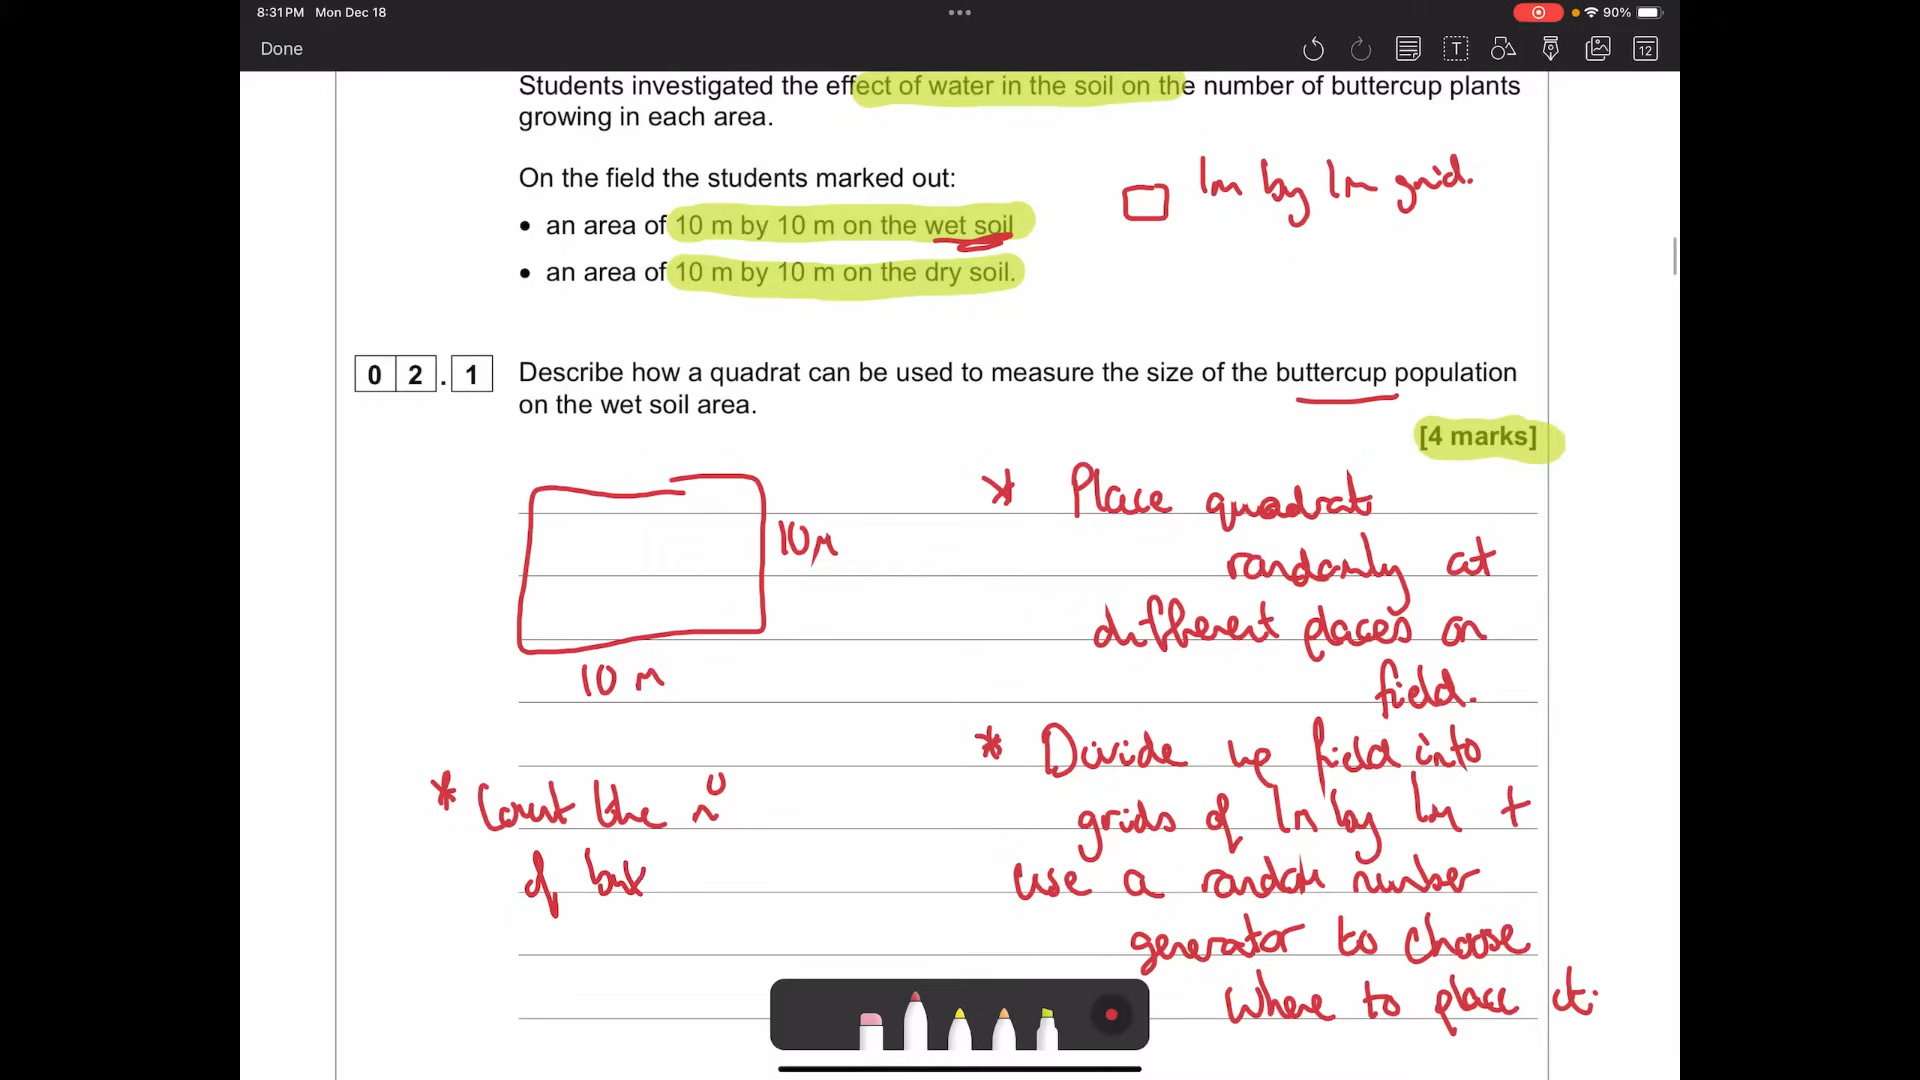 8:31PM Mon Dec 18
90%
Done
T
12
Students investigated the effect of water in the soil on the number of buttercup plants
growing in each area.
On the field the students marked out:
1m by 1m grid.
• an area of 10 m by 10 m on the wet soil
• an area of 10 m by 10 m on the dry soil.
0 2 . 1
Describe how a quadrat can be used to measure the size of the buttercup population
on the wet soil area.
[4 marks]
10m
10 m
* Place quadrat
randomly at
different places on
field.
* Divide up field into
grids of 1m by 1m +
use a random number
generator to choose
where to place it.
* Count the nº
of but